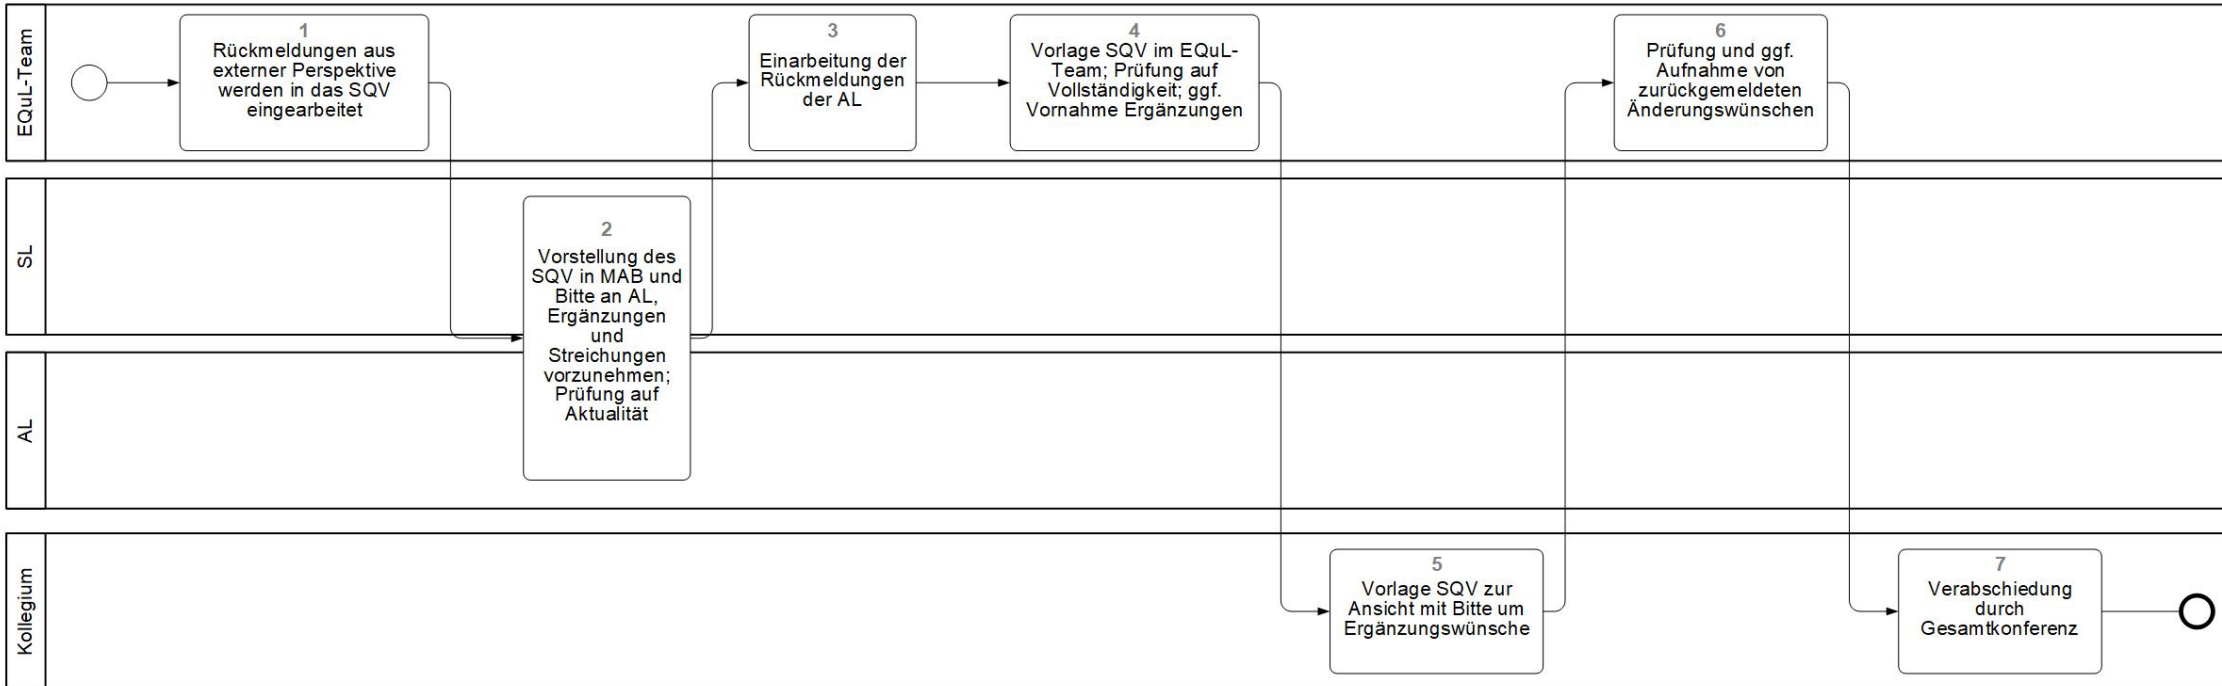 EQuL-Team
1
Rückmeldungen aus
externer Perspektive
werden in das SQV
eingearbeitet
3
Einarbeitung der
Rückmeldungen
der AL
4
Vorlage SQV im EQuL-
Team; Prüfung auf
Vollständigkeit; ggf.
Vornahme Ergänzungen
6
Prüfung und ggf.
Aufnahme von
zurückgemeldeten
Änderungswünschen
SL
2
Vorstellung des
SQV in MAB und
Bitte an AL,
Ergänzungen
und
Streichungen
vorzunehmen;
Prüfung auf
Aktualität
AL
Kollegium
5
Vorlage SQV zur
Ansicht mit Bitte um
Ergänzungswünsche
7
Verabschiedung
durch
Gesamtkonferenz